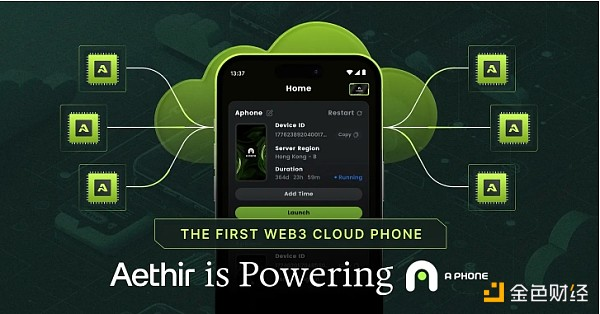 13:37
Home
Aphone
Restart
Device ID
Copy
Server Region
Hong Kong - 8
Duration
364d 23h 59m
Running
Add Time
Launch
THE FIRST WEB3 CLOUD PHONE
Aethir is Powering
A PHONE
Device ID
金色财经